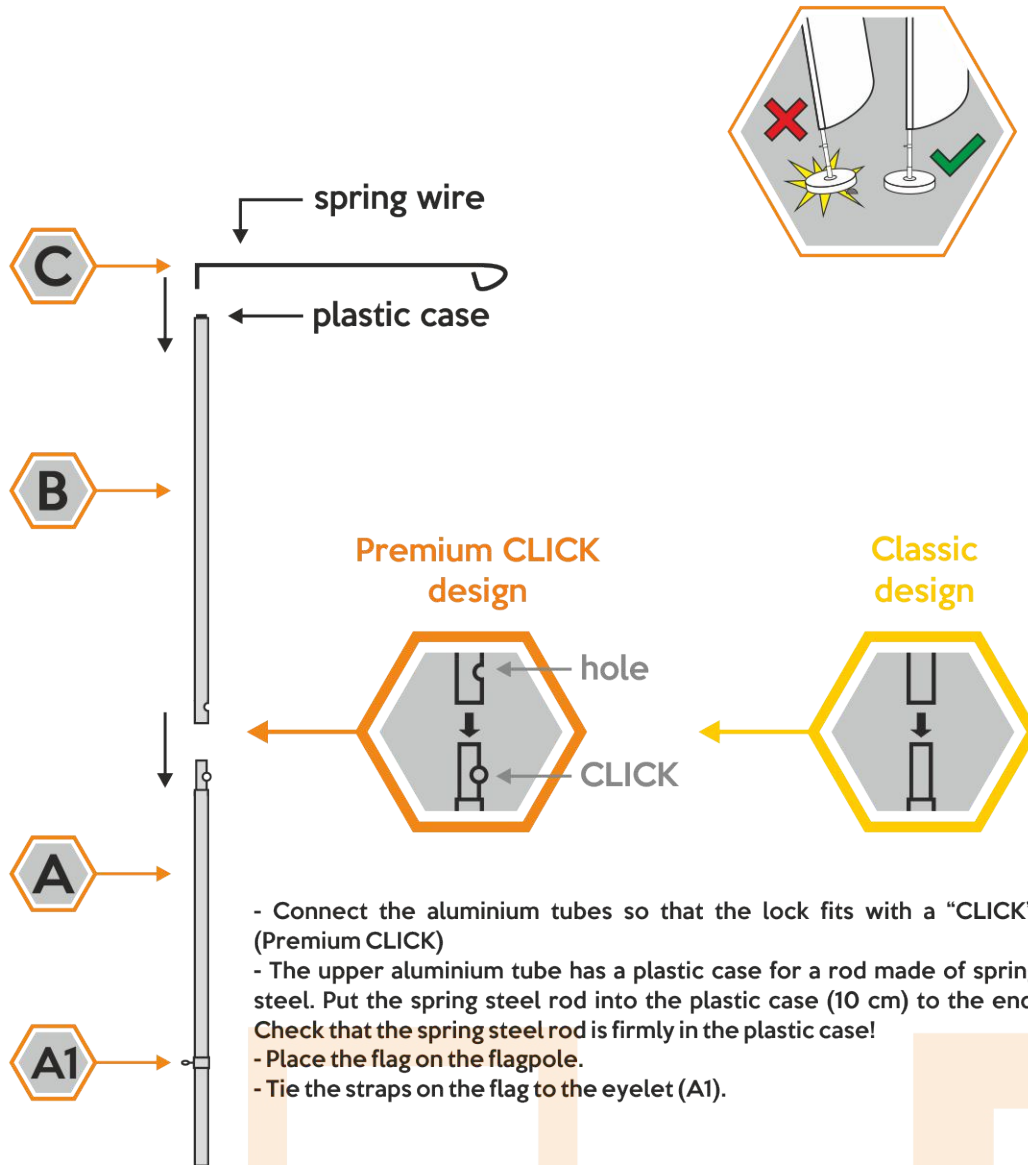 spring wire
C
plastic case
B
Premium CLICK
design
Classic
design
hole
CLICK
A
- Connect the aluminium tubes so that the lock fits with a “CLICK”
(Premium CLICK)
- The upper aluminium tube has a plastic case for a rod made of spring
steel. Put the spring steel rod into the plastic case (10 cm) to the end
Check that the spring steel rod is firmly in the plastic case!
- Place the flag on the flagpole.
- Tie the straps on the flag to the eyelet (A1).
A1